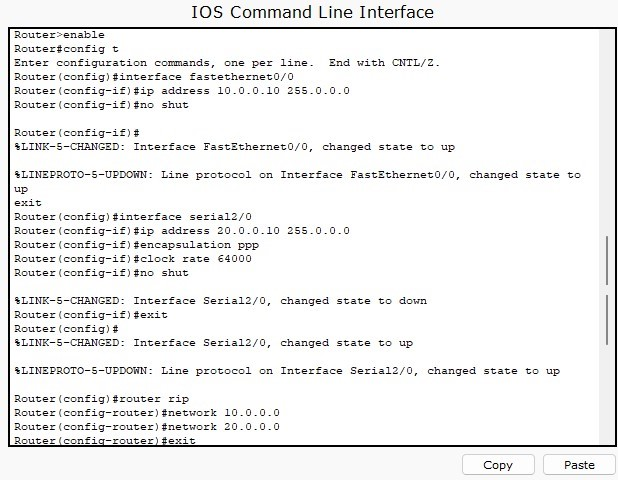 IOS Command Line Interface
Router>enable
Router#config t
Enter configuration commands, one per line.  End with CNTL/Z.
Router(config)#interface fastethernet0/0
Router(config-if)#ip address 10.0.0.10 255.0.0.0
Router(config-if)#no shut

Router(config-if)#
%LINK-5-CHANGED: Interface FastEthernet0/0, changed state to up

%LINEPROTO-5-UPDOWN: Line protocol on Interface FastEthernet0/0, changed state to
up
exit
Router(config)#interface serial2/0
Router(config-if)#ip address 20.0.0.10 255.0.0.0
Router(config-if)#encapsulation ppp
Router(config-if)#clock rate 64000
Router(config-if)#no shut

%LINK-5-CHANGED: Interface Serial2/0, changed state to down
Router(config-if)#exit
Router(config)#
%LINK-5-CHANGED: Interface Serial2/0, changed state to up

%LINEPROTO-5-UPDOWN: Line protocol on Interface Serial2/0, changed state to up

Router(config)#router rip
Router(config-router)#network 10.0.0.0
Router(config-router)#network 20.0.0.0
Router(config-router)#exit
Copy
Paste